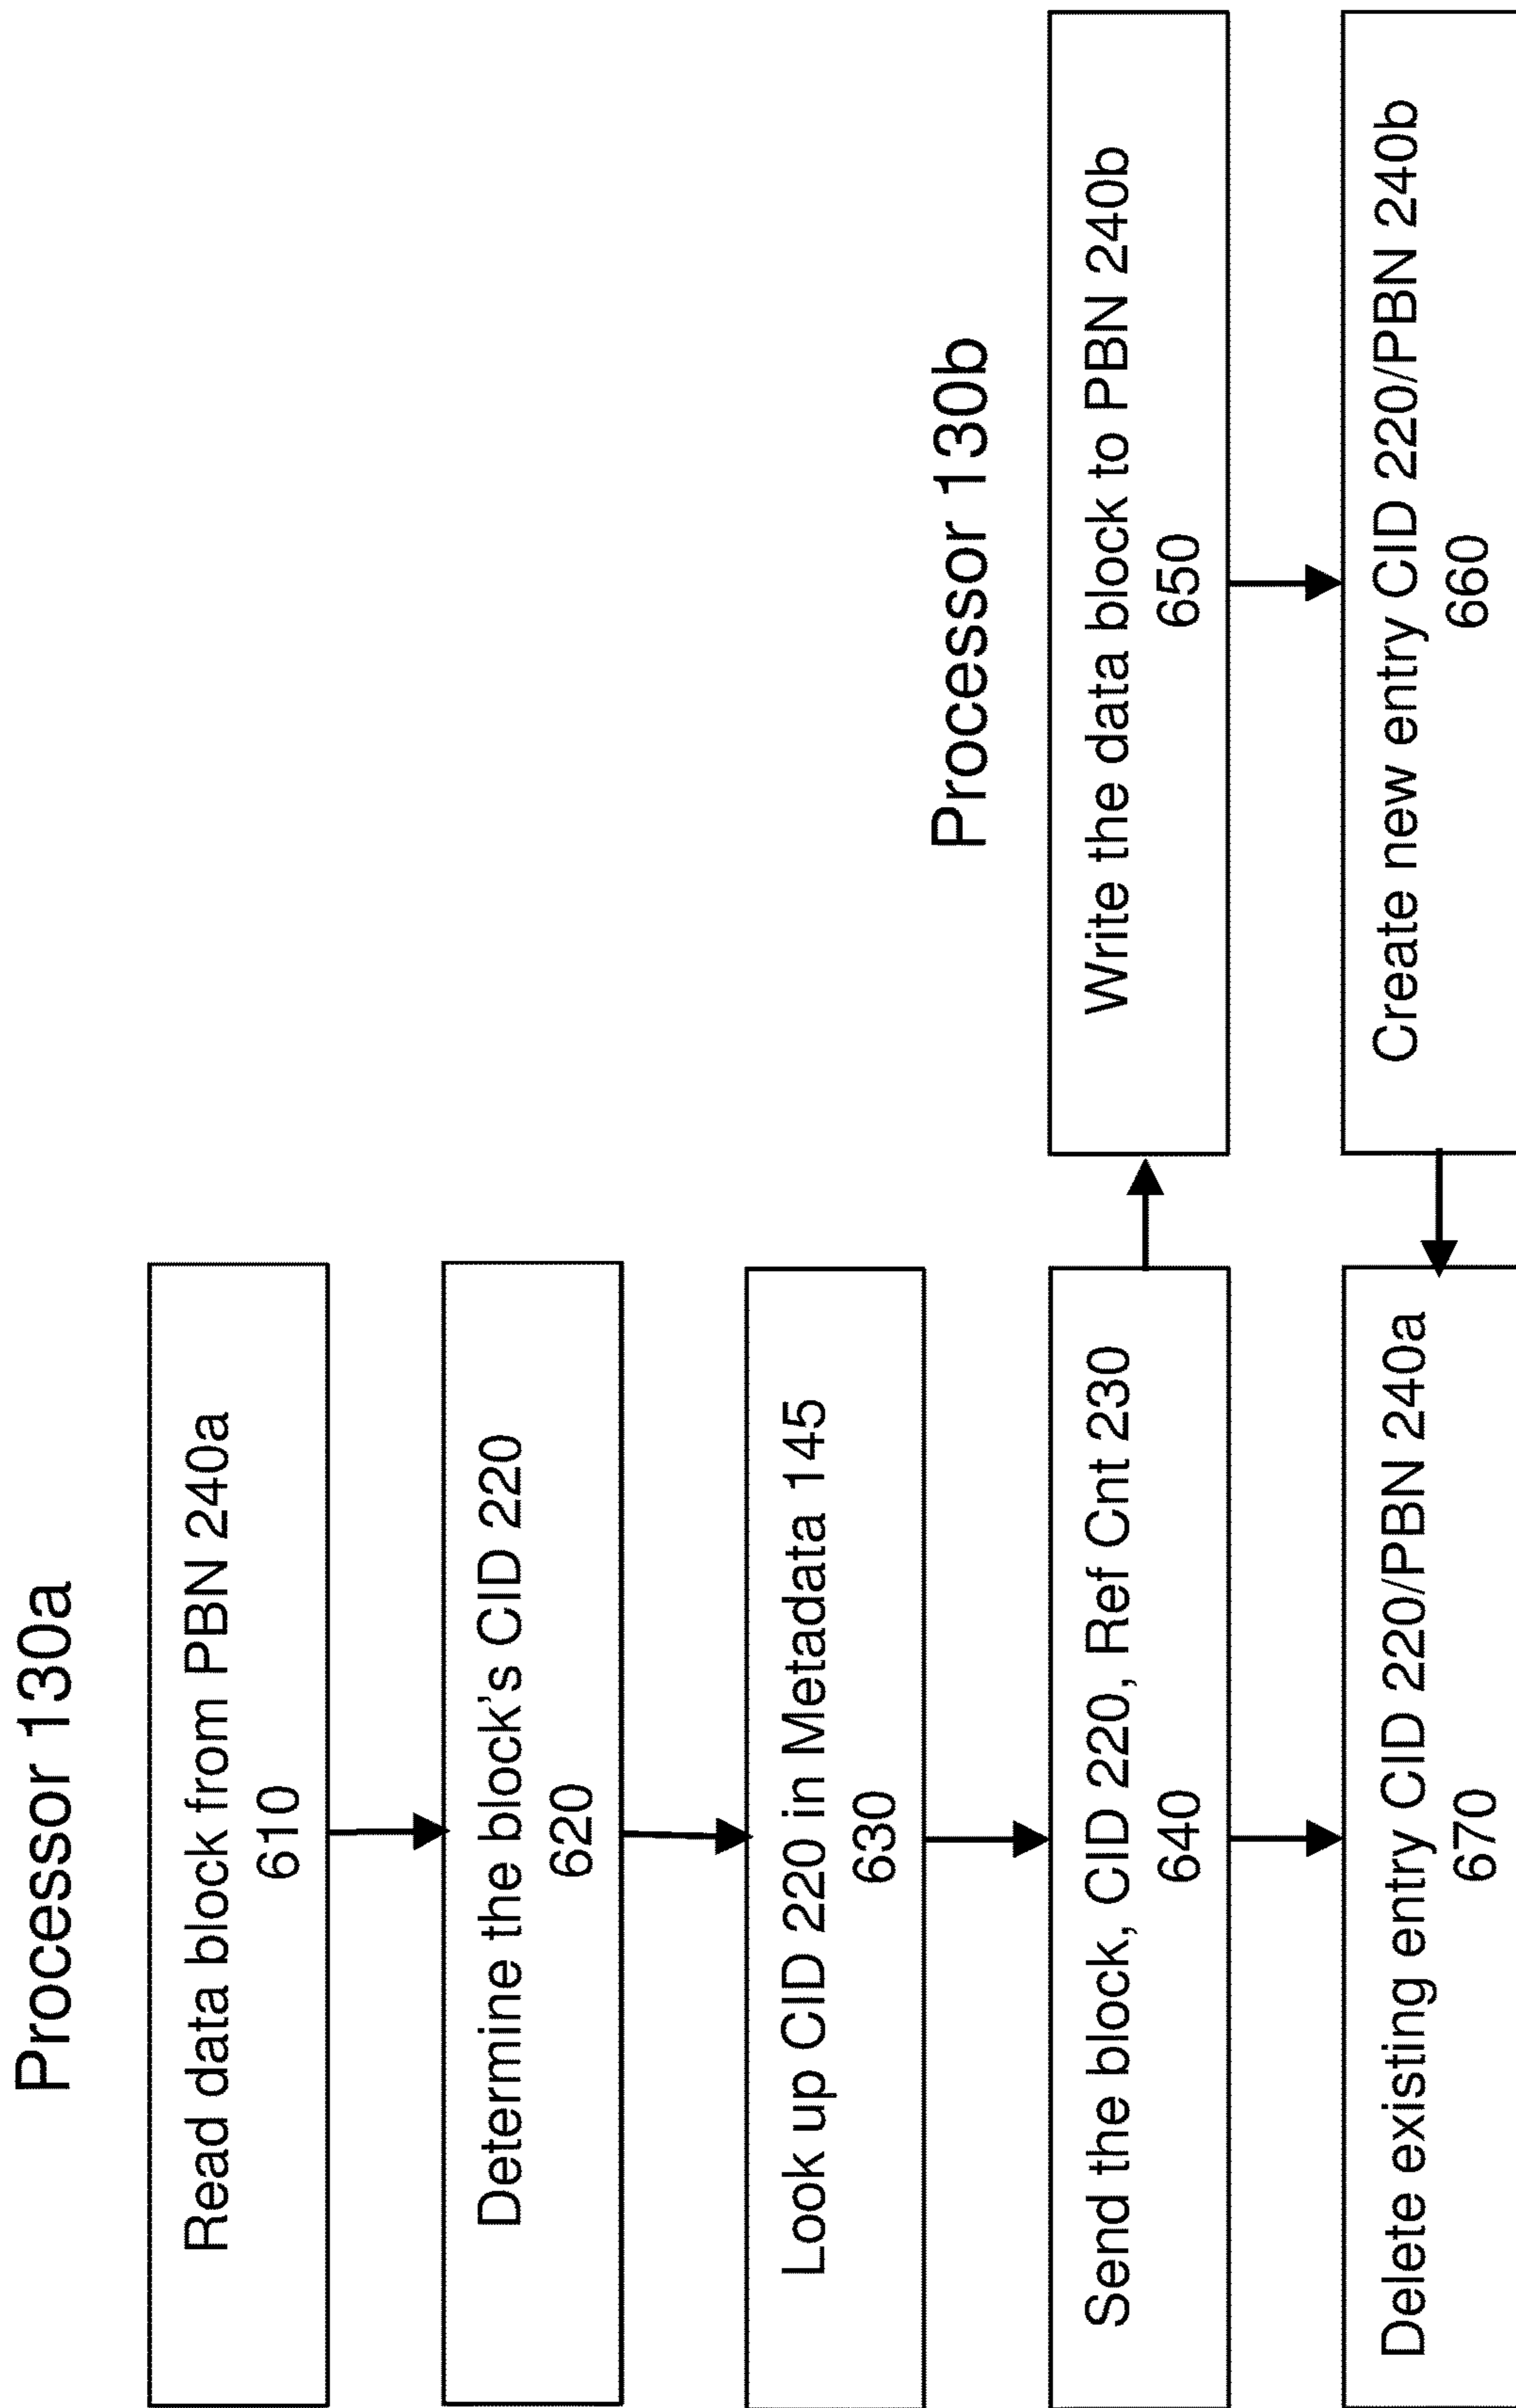 Processor 130a
Read data block from PBN 240a
610
Determine the block's CID 220
620
Look up CID 220 in Metadata 145
630
Send the block, CID 220, Ref Cnt 230
640
Delete existing entry CID 220/PBN 240a
670
Processor 130b
Write the data block to PBN 240b
650
Create new entry CID 220/PBN 240b
660